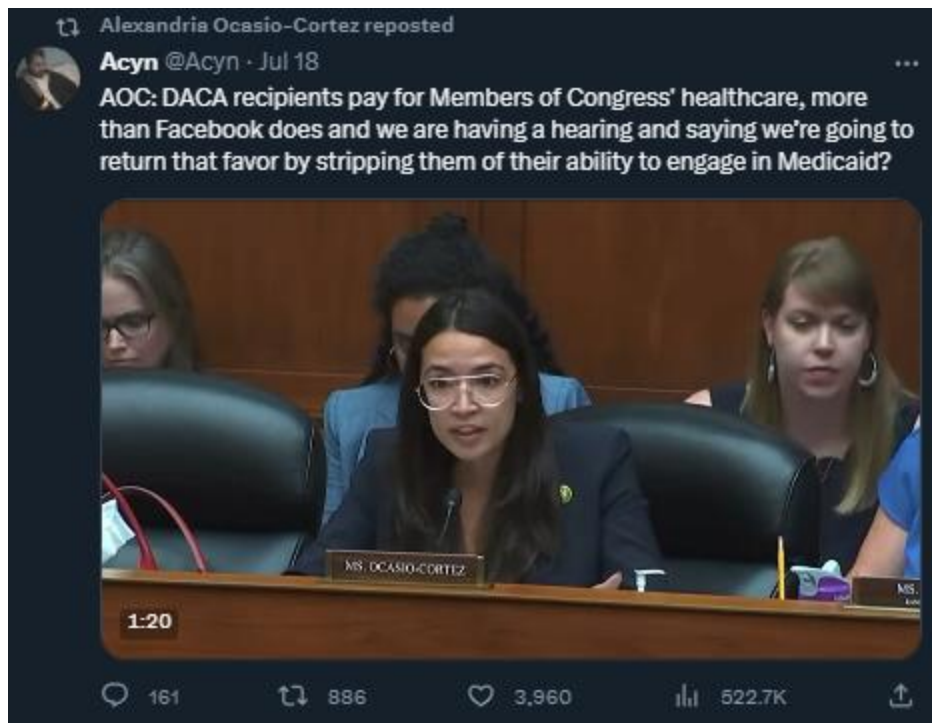 Alexandria Ocasio-Cortez reposted
Acyn @Acyn · Jul 18
AOC: DACA recipients pay for Members of Congress' healthcare, more
than Facebook does and we are having a hearing and saying we're going to
return that favor by stripping them of their ability to engage in Medicaid?
MS. OCASIO-CORTEZ
MS.
1:20
161 886 3,960 522.7K